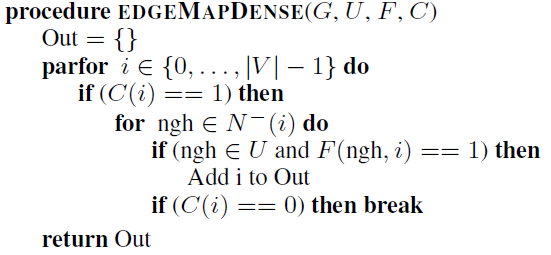 procedure EDGEMAPDENSE(G, U, F, C)
Out = {}
parfor i ∈ {0, . . . , |V| − 1} do
if (C(i) == 1) then
for ngh ∈ N⁻(i) do
if (ngh ∈ U and F(ngh, i) == 1) then
Add i to Out
if (C(i) == 0) then break
return Out